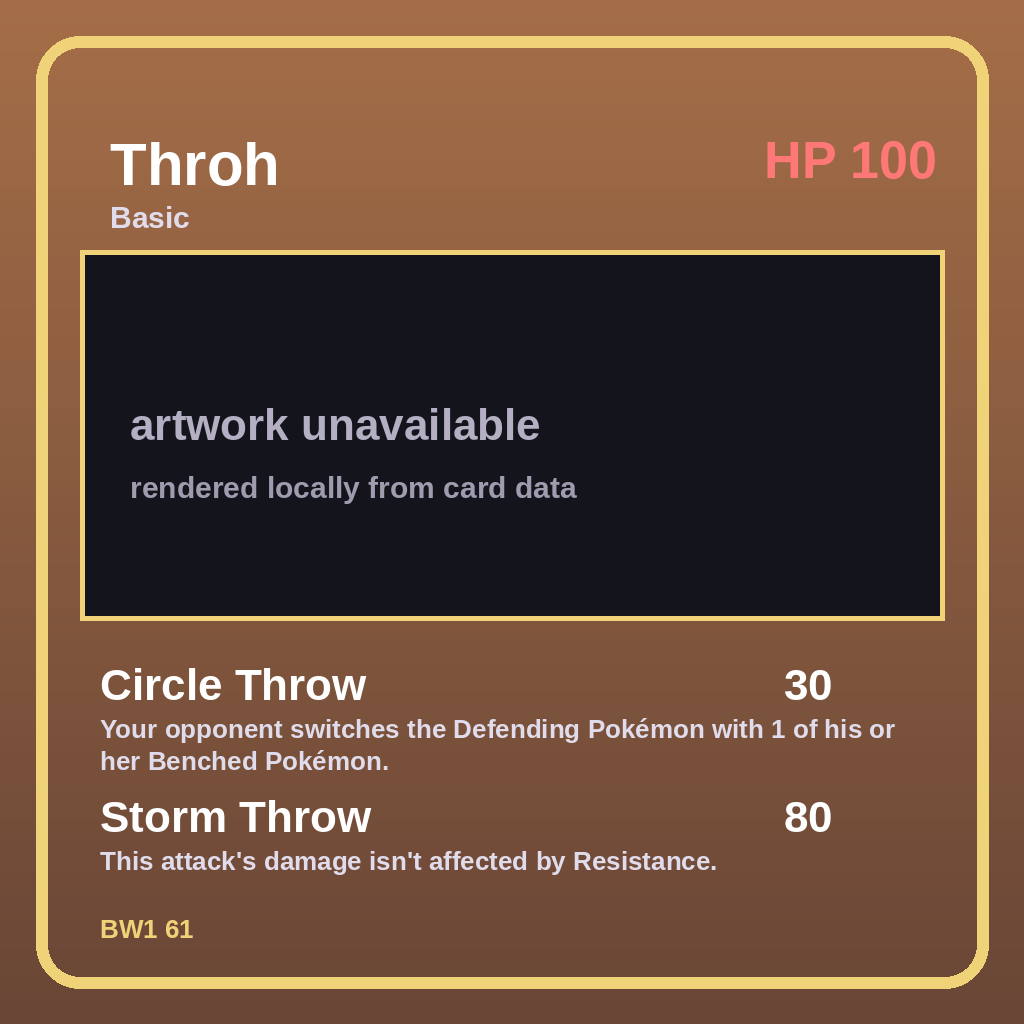 Throh
HP 100
Basic
artwork unavailable
rendered locally from card data
Circle Throw 30
Your opponent switches the Defending Pokémon with 1 of his or
her Benched Pokémon.
Storm Throw 80
This attack's damage isn't affected by Resistance.
BW1 61